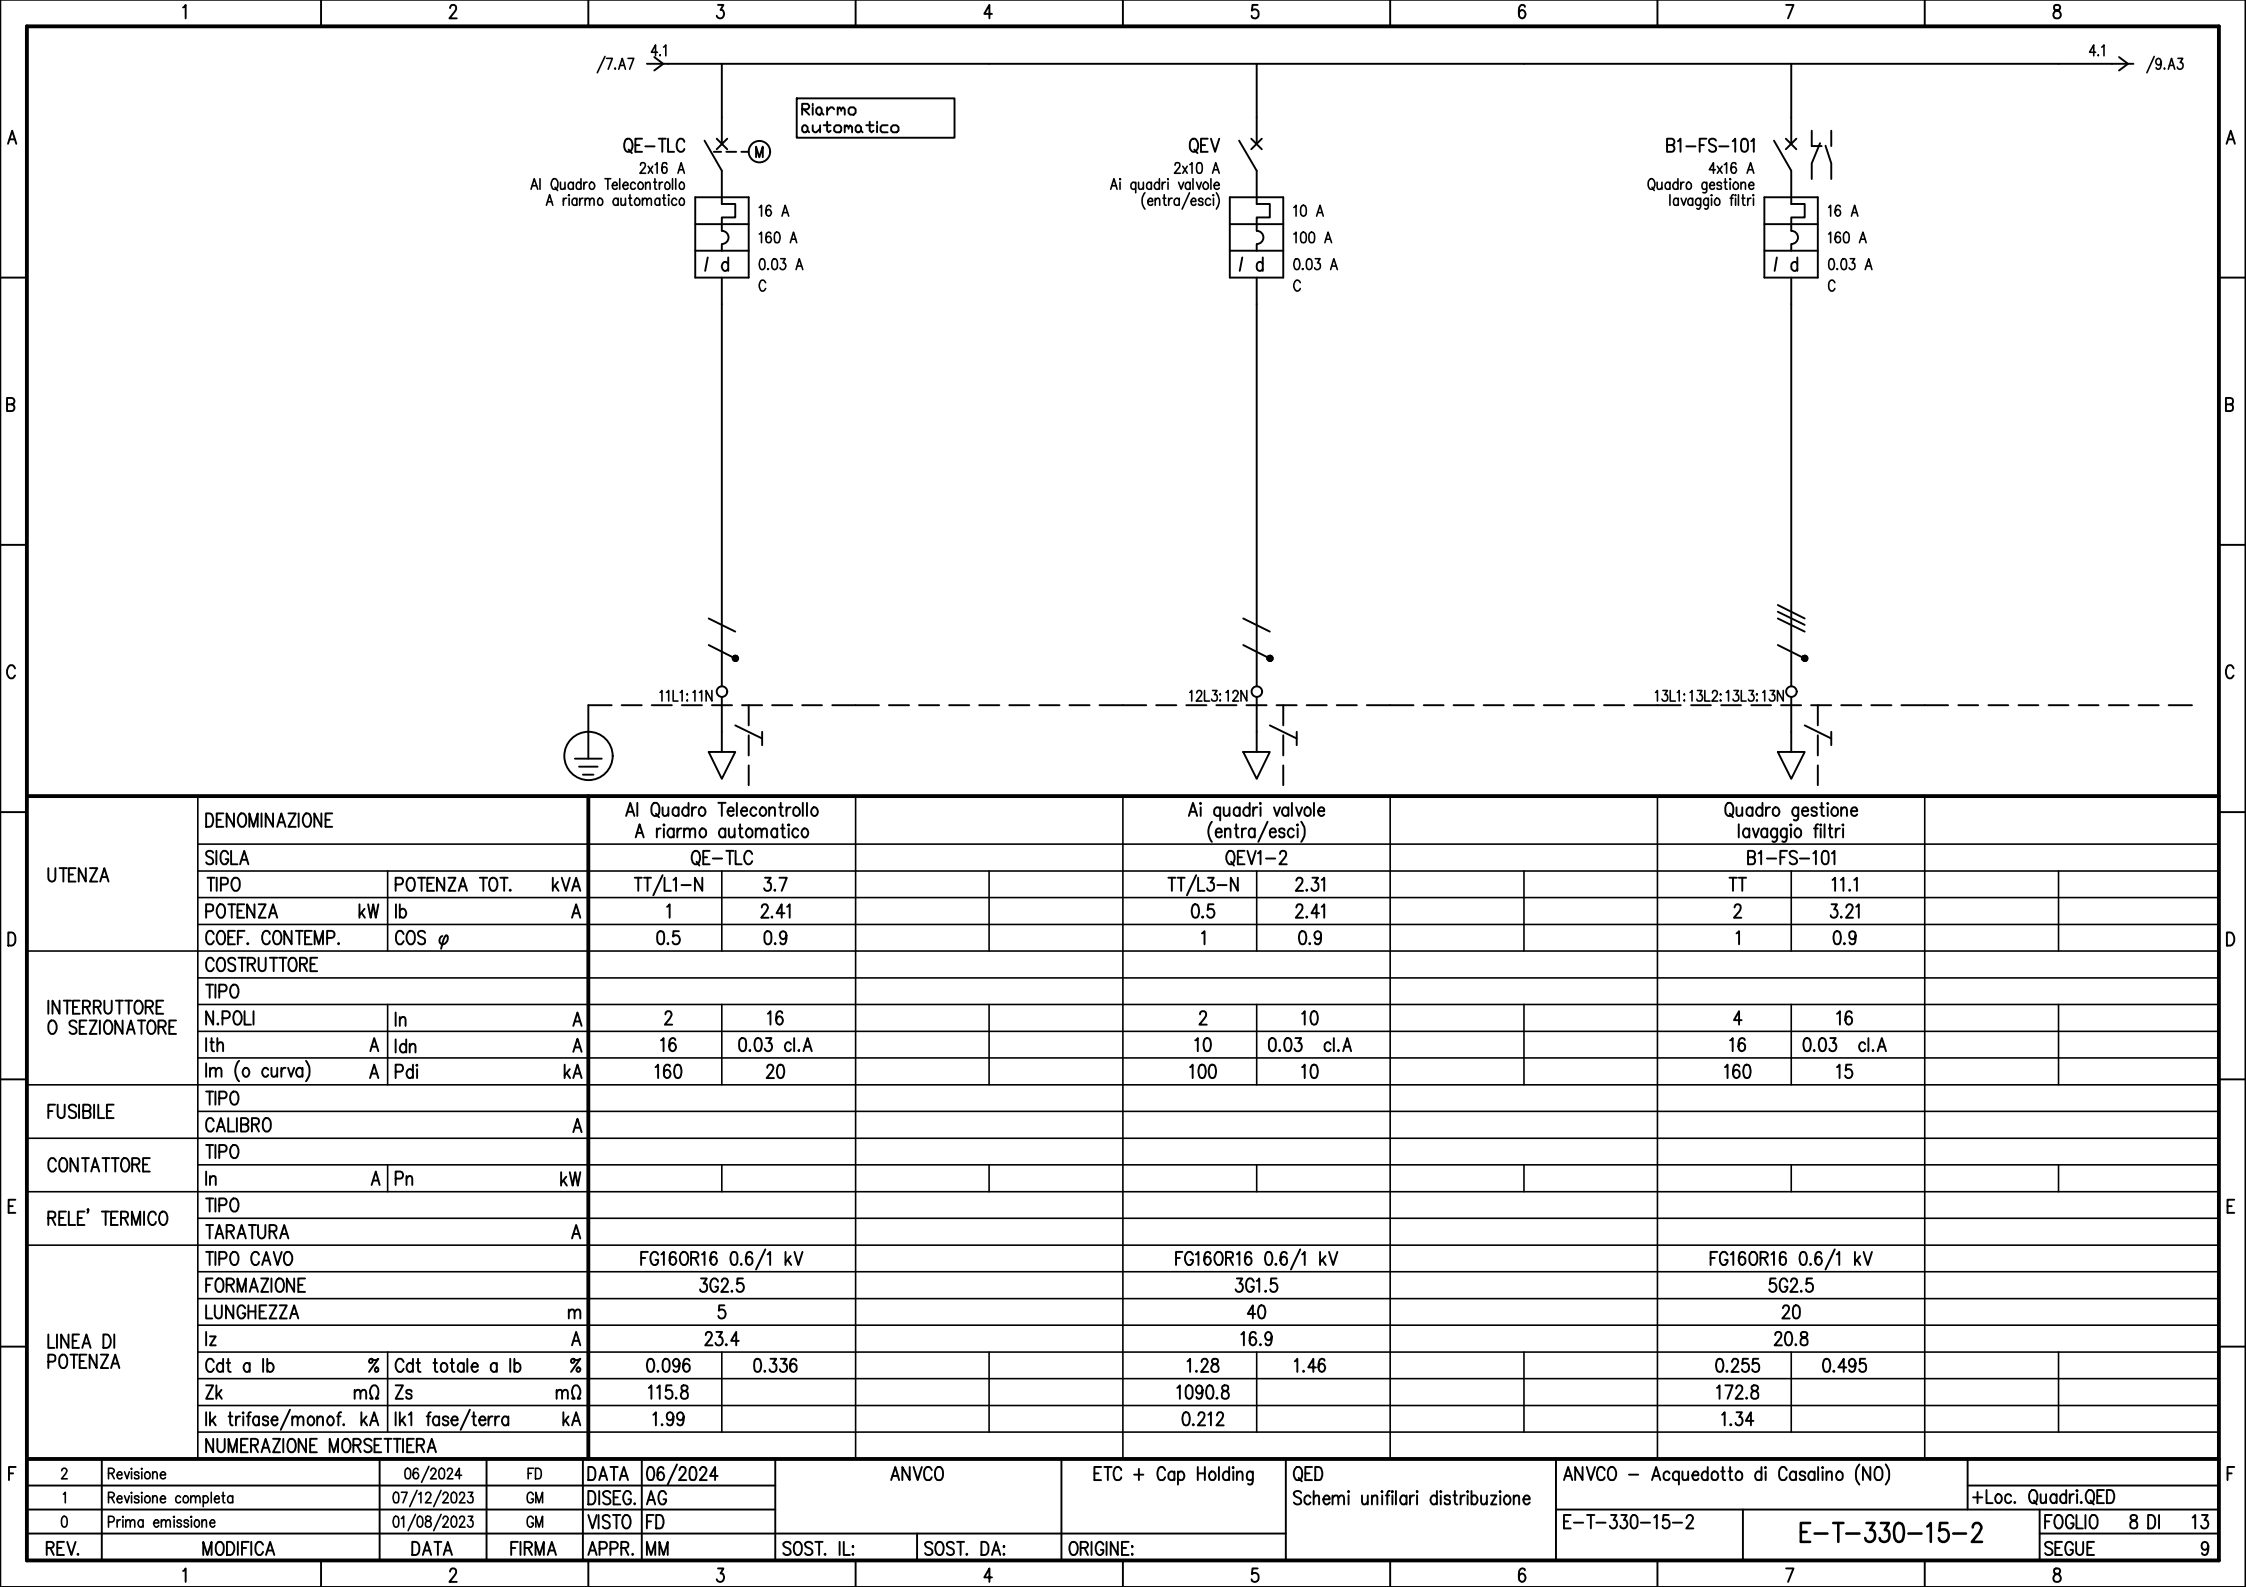 1 2 3 4 5 6 7 8
/7.A7 4.1 4.1 /9.A3
Riarmo
automatico
A A
QE-TLC M QEV B1-FS-101
2x16 A 2x10 A 4x16 A
Al Quadro Telecontrollo Ai quadri valvole Quadro gestione
A riarmo automatico (entra/esci) lavaggio filtri
16 A 10 A 16 A
160 A 100 A 160 A
I d 0.03 A I d 0.03 A I d 0.03 A
C C C
B B
C C
11L1:11N 12L3:12N 13L1:13L2:13L3:13N
UTENZA
DENOMINAZIONE Al Quadro Telecontrollo Ai quadri valvole Quadro gestione
A riarmo automatico (entra/esci) lavaggio filtri
SIGLA QE-TLC QEV1-2 B1-FS-101
TIPO POTENZA TOT. kVA TT/L1-N 3.7 TT/L3-N 2.31 TT 11.1
POTENZA kW Ib A 1 2.41 0.5 2.41 2 3.21
D COEF. CONTEMP. COS φ 0.5 0.9 1 0.9 1 0.9 D
INTERRUTTORE
O SEZIONATORE
COSTRUTTORE
TIPO
N.POLI In A 2 16 2 10 4 16
Ith A Idn A 16 0.03 cl.A 10 0.03 cl.A 16 0.03 cl.A
Im (o curva) A Pdi kA 160 20 100 10 160 15
FUSIBILE
TIPO
CALIBRO A
CONTATTORE
TIPO
In A Pn kW
E E
RELE' TERMICO
TIPO
TARATURA A
LINEA DI
POTENZA
TIPO CAVO FG16OR16 0.6/1 kV FG16OR16 0.6/1 kV FG16OR16 0.6/1 kV
FORMAZIONE 3G2.5 3G1.5 5G2.5
LUNGHEZZA m 5 40 20
Iz A 23.4 16.9 20.8
Cdt a Ib % Cdt totale a Ib % 0.096 0.336 1.28 1.46 0.255 0.495
Zk mΩ Zs mΩ 115.8 1090.8 172.8
Ik trifase/monof. kA Ik1 fase/terra kA 1.99 0.212 1.34
NUMERAZIONE MORSETTIERA
F F
2 Revisione 06/2024 FD DATA 06/2024 ANVCO ETC + Cap Holding QED ANVCO - Acquedotto di Casalino (NO)
1 Revisione completa 07/12/2023 GM DISEG. AG Schemi unifilari distribuzione +Loc. Quadri.QED
0 Prima emissione 01/08/2023 GM VISTO FD E-T-330-15-2 E-T-330-15-2 FOGLIO 8 DI 13
REV. MODIFICA DATA FIRMA APPR. MM SOST. IL: SOST. DA: ORIGINE: SEGUE 9
1 2 3 4 5 6 7 8